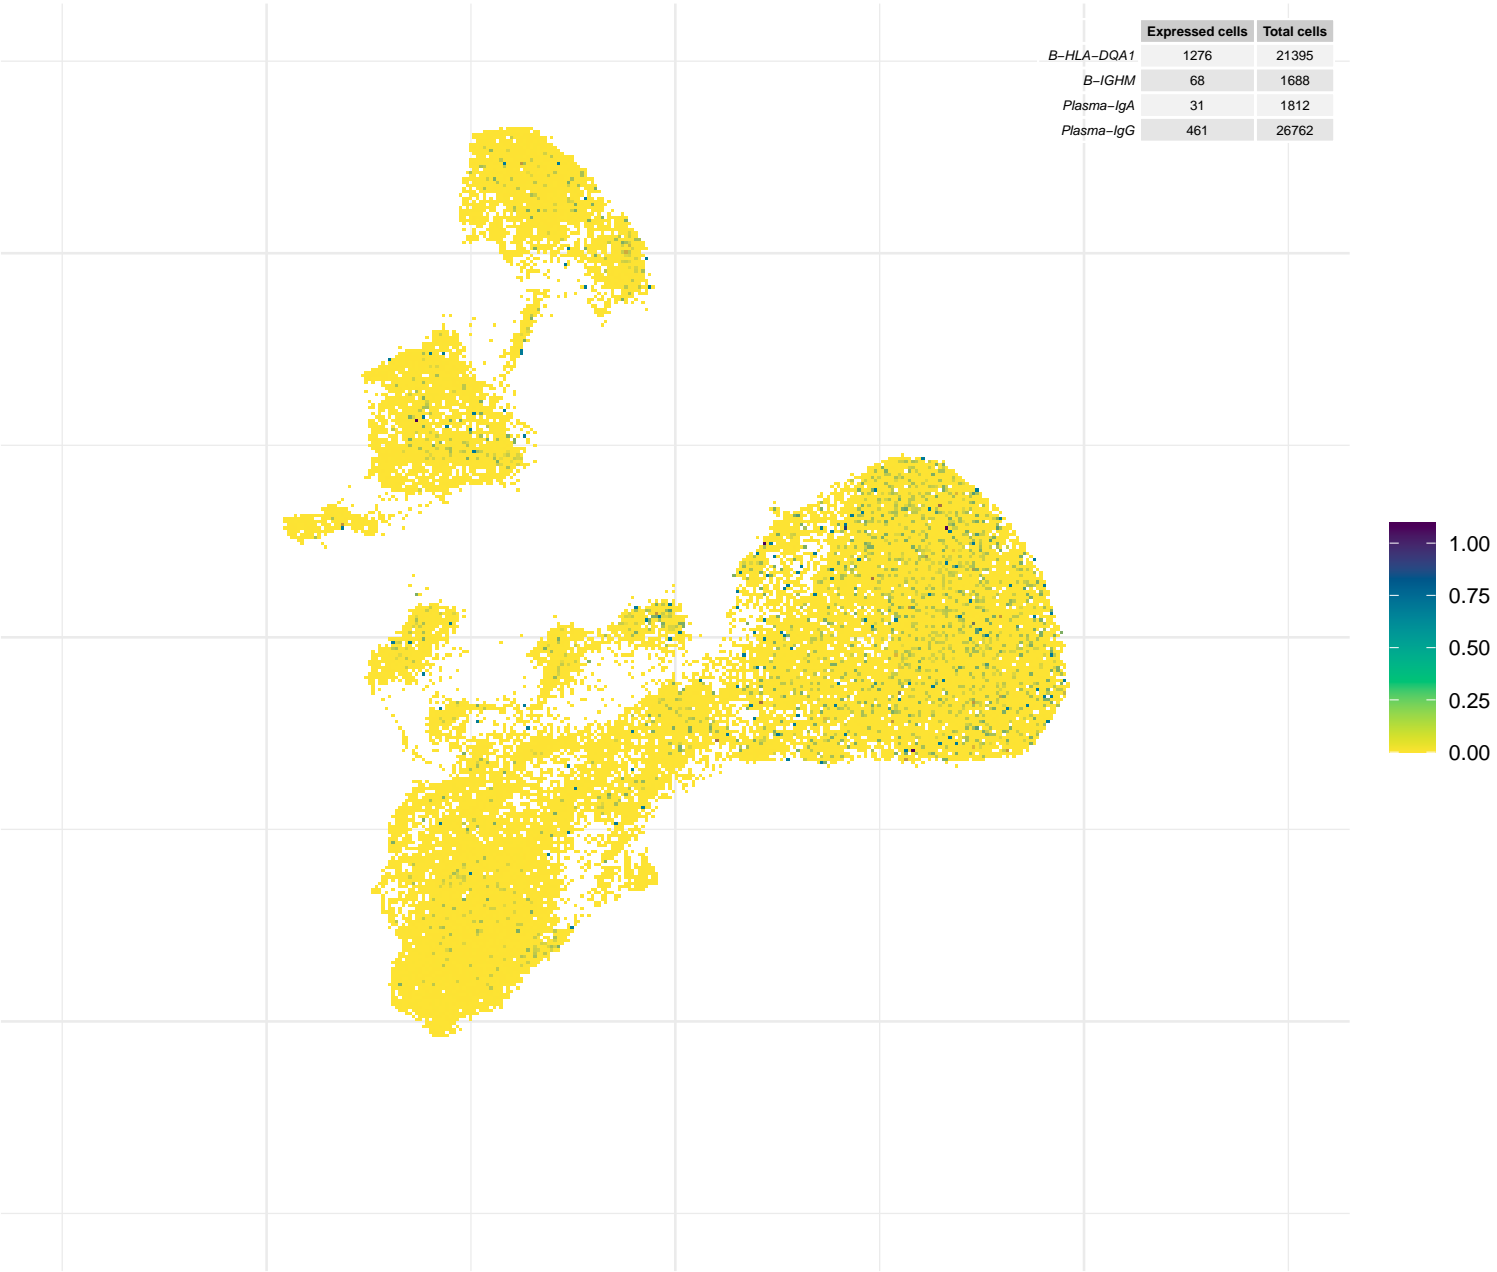 Expressed cells Total cells
B−HLA−DQA1 1276 21395
B−IGHM 68 1688
Plasma−IgA 31 1812
Plasma−IgG 461 26762
1.00
0.75
0.50
0.25
0.00